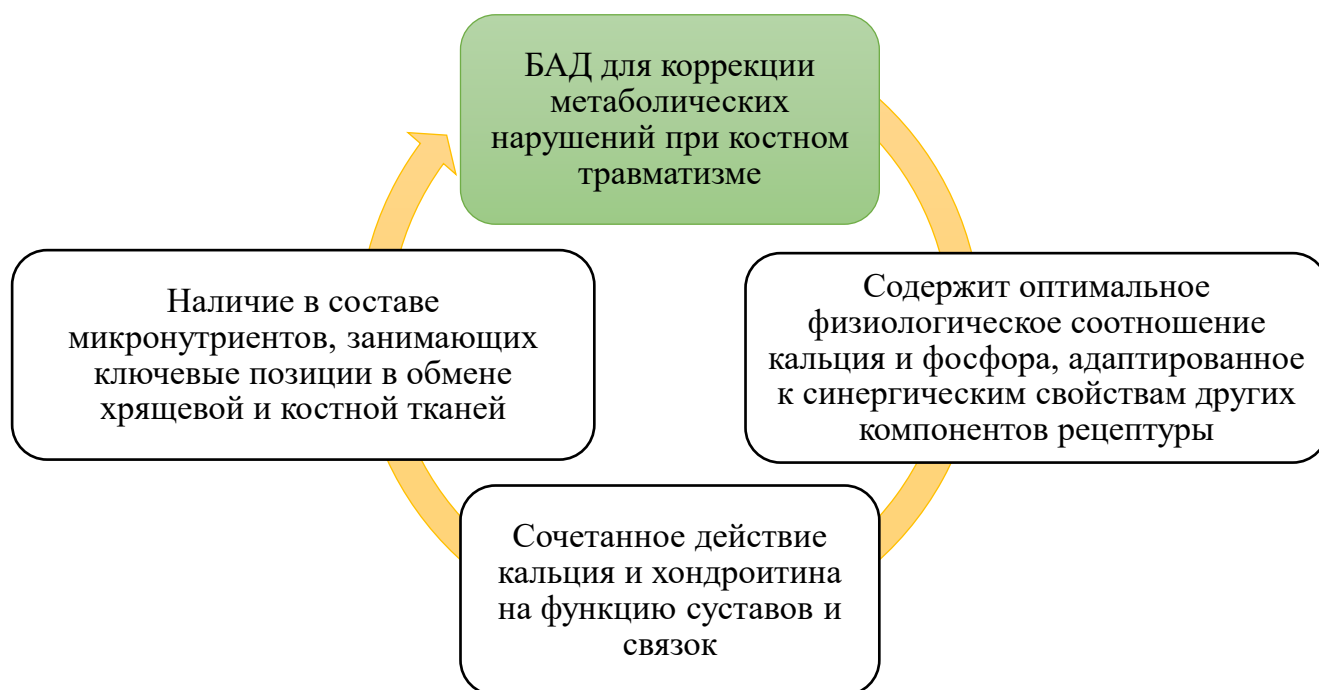 БАД для коррекции
метаболических
нарушений при костном
травматизме
Содержит оптимальное
физиологическое соотношение
кальция и фосфора, адаптированное
к синергическим свойствам других
компонентов рецептуры
Сочетанное действие
кальция и хондроитина
на функцию суставов и
связок
Наличие в составе
микронутриентов, занимающих
ключевые позиции в обмене
хрящевой и костной тканей